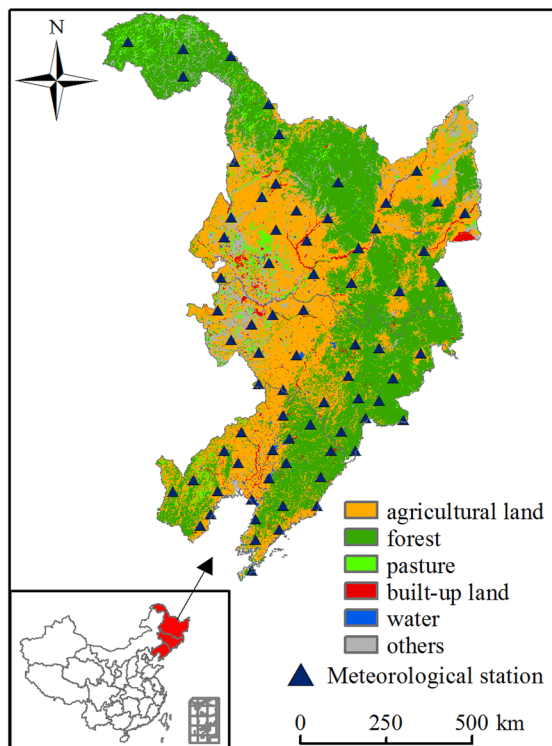 N
agricultural land
forest
pasture
built-up land
water
others
Meteorological station
0 250 500 km